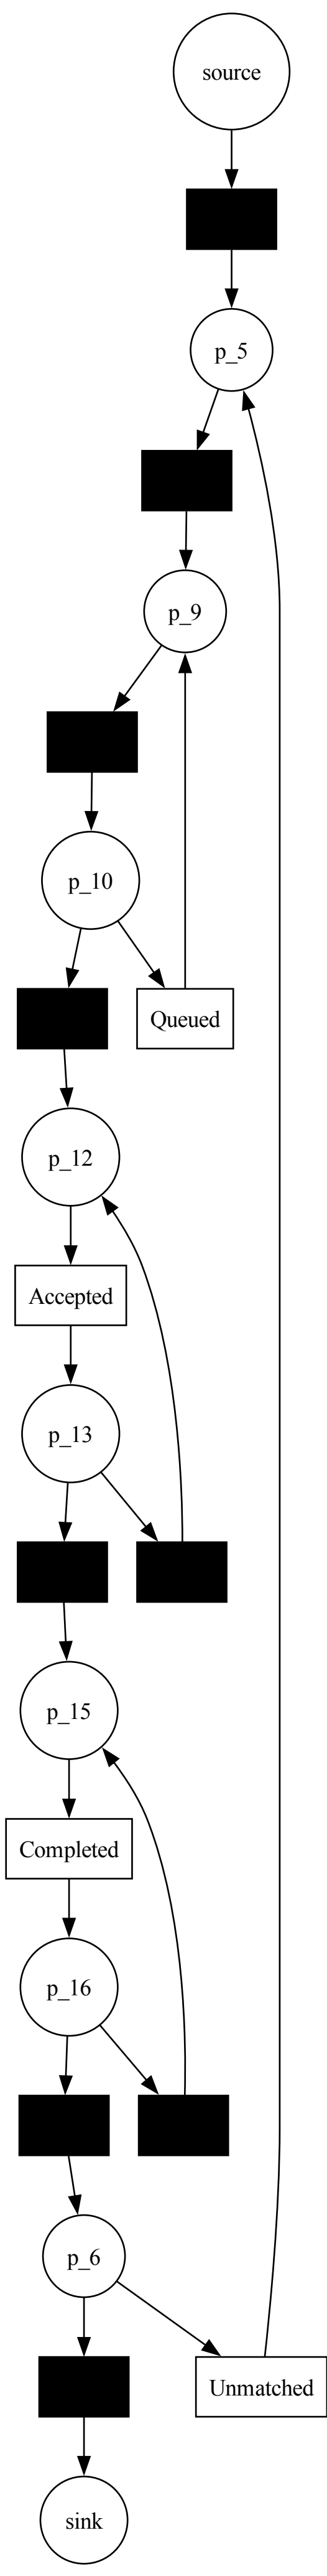 source
p_5
p_9
p_10
Queued
p_12
Accepted
p_13
p_15
Completed
p_16
p_6
Unmatched
sink